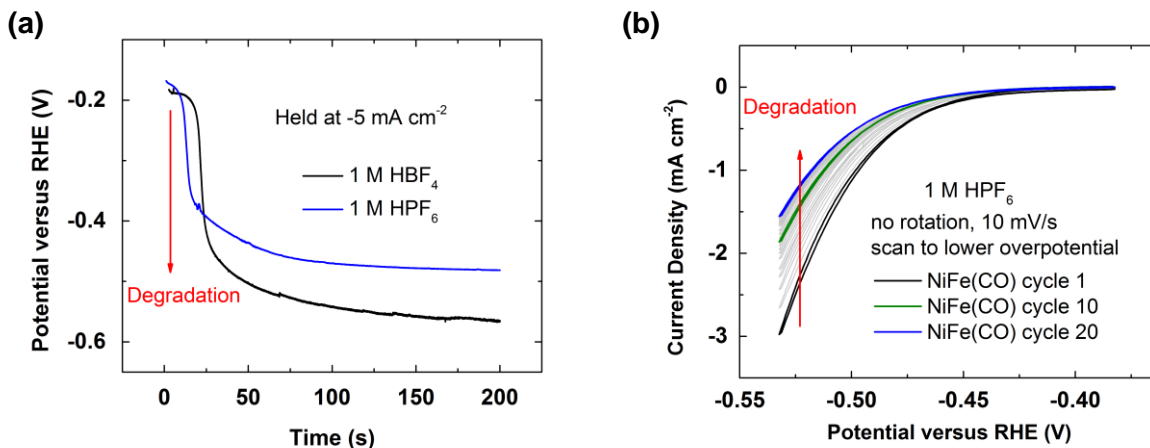 (a)
Potential versus RHE (V)
-0.2
-0.4
-0.6
Held at -5 mA cm-2
1 M HBF4
1 M HPF6
Degradation
0
50
100
150
200
Time (s)
(b)
Current Density (mA cm-2)
0
-1
-2
-3
Degradation
1 M HPF6
no rotation, 10 mV/s
scan to lower overpotential
NiFe(CO) cycle 1
NiFe(CO) cycle 10
NiFe(CO) cycle 20
-0.55
-0.50
-0.45
-0.40
Potential versus RHE (V)